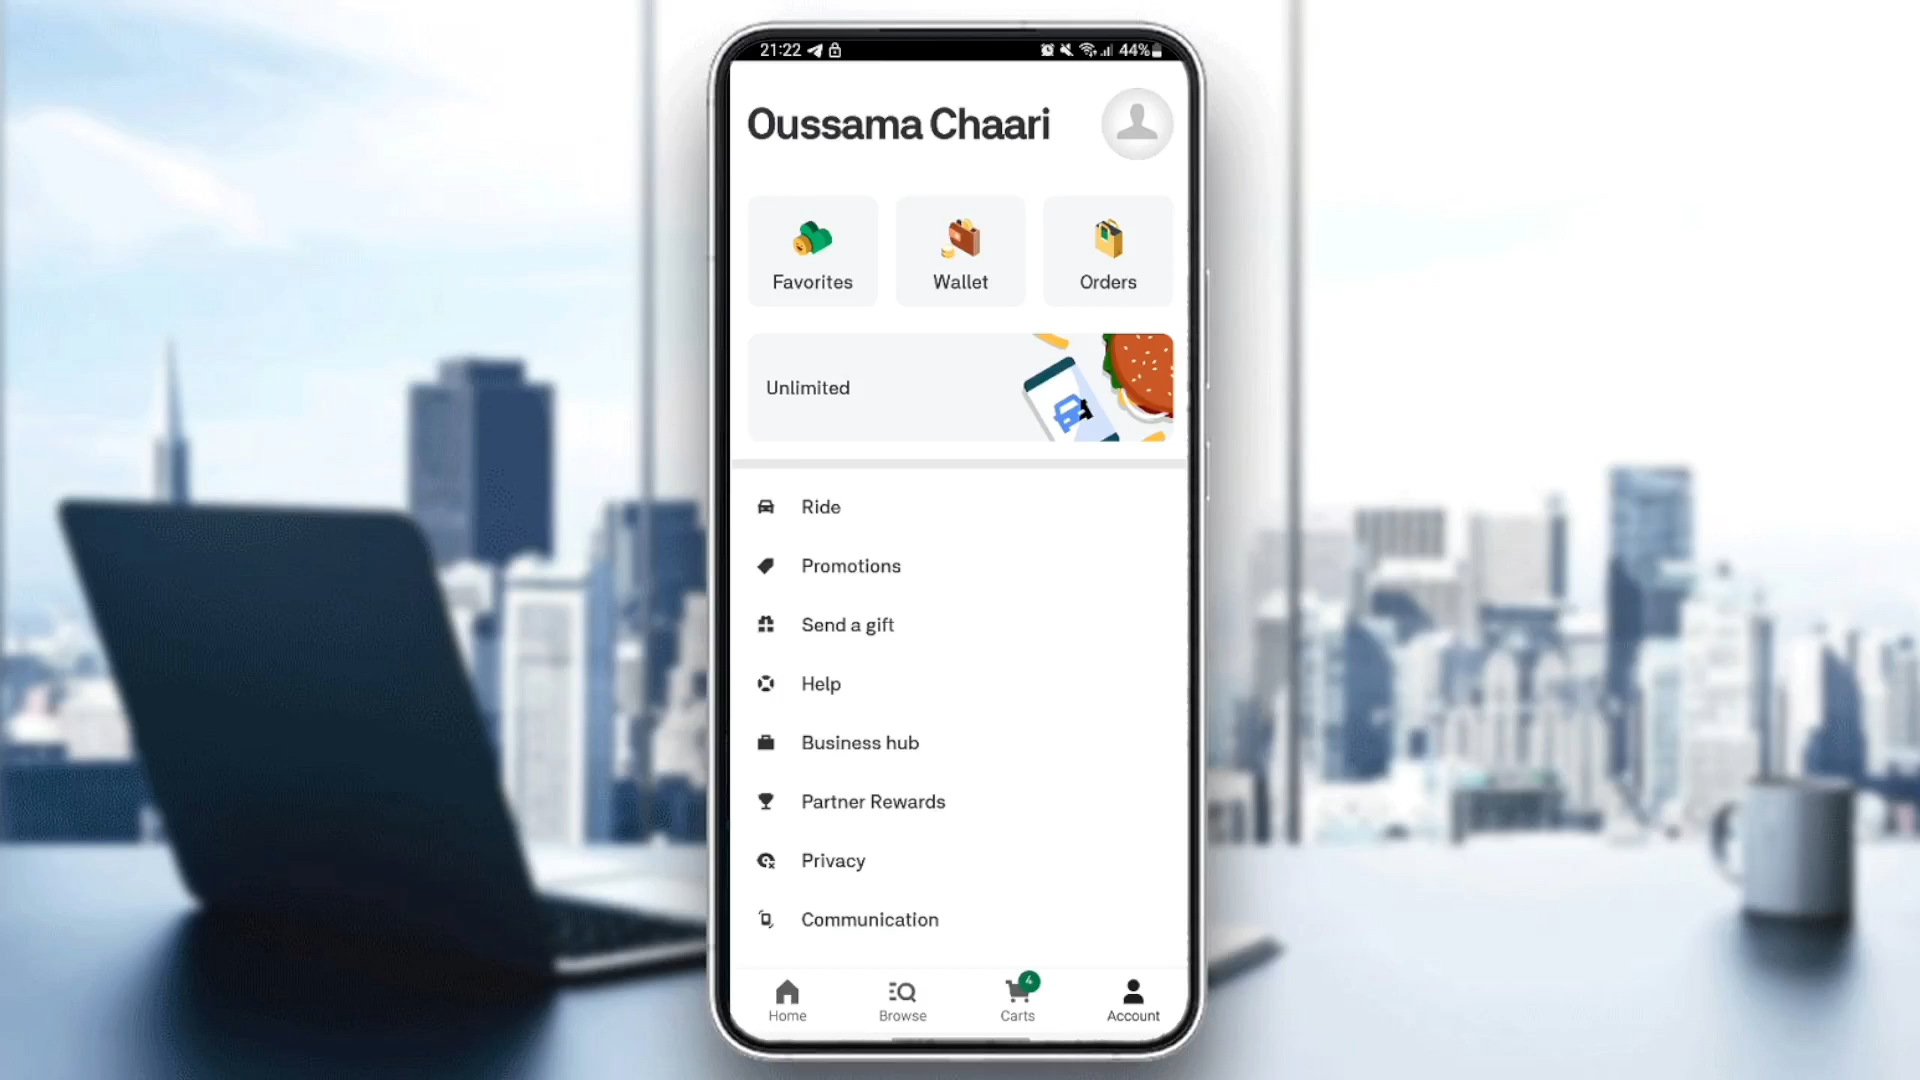 21:22
44%
Oussama Chaari
Favorites
Wallet
Orders
Unlimited
Ride
Promotions
Send a gift
Help
Business hub
Partner Rewards
Privacy
Communication
4
Home
Browse
Carts
Account